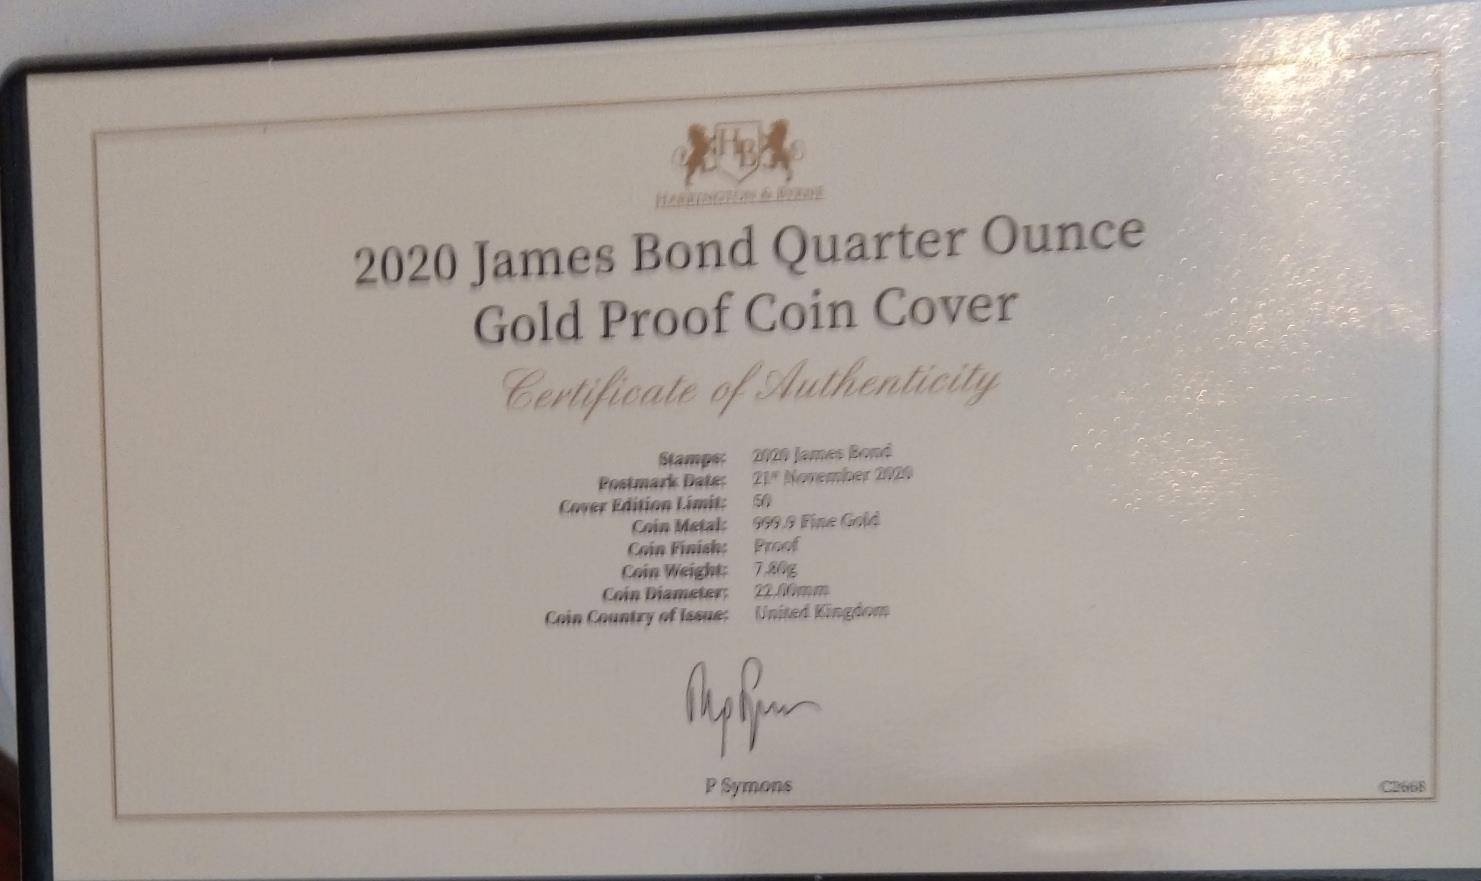 HB
HARRINGTON & BYRNE
2020 James Bond Quarter Ounce
Gold Proof Coin Cover
Certificate of Authenticity
Stamps: 2020 James Bond
Postmark Date: 21st November 2020
Cover Edition Limit: 50
Coin Metal: 999.9 Fine Gold
Coin Finish: Proof
Coin Weight: 7.80g
Coin Diameter: 22.00mm
Coin Country of Issue: United Kingdom
P Symons
C2668